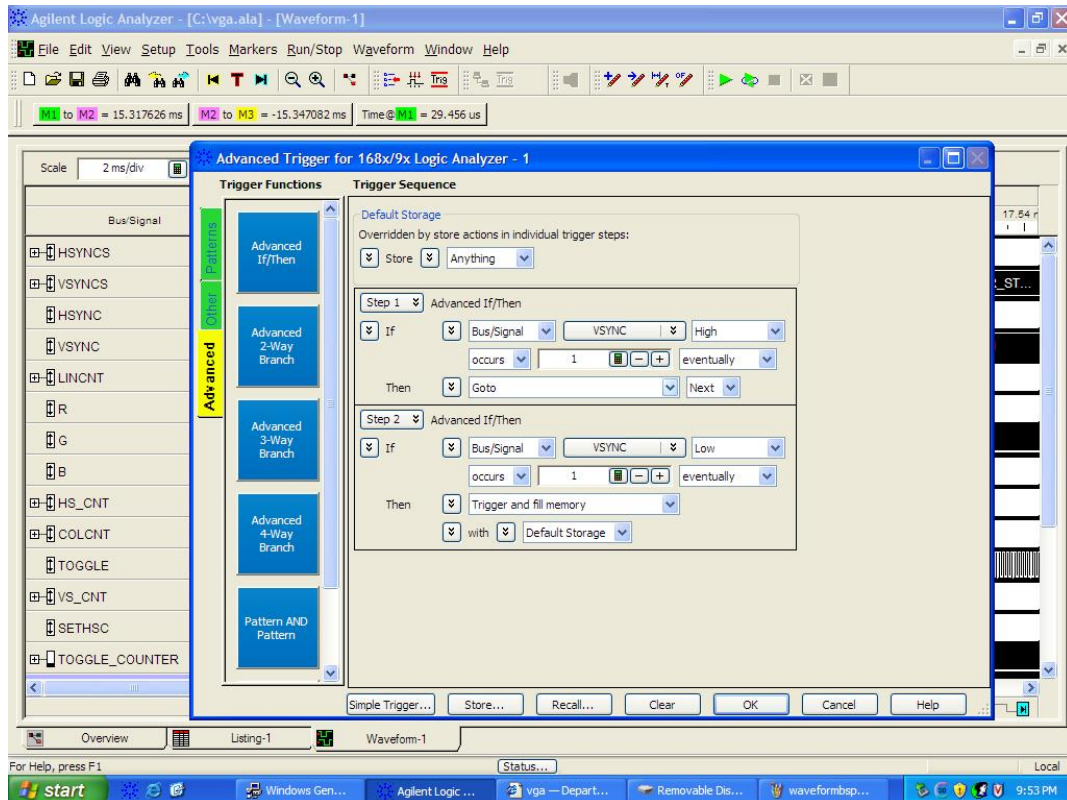 Agilent Logic Analyzer - [C:\vga.ala] - [Waveform-1]
File Edit View Setup Tools Markers Run/Stop Waveform Window Help
M1 to M2 = 15.317626 ms M2 to M3 = -15.347082 ms Time@M1 = 29.456 us
Scale 2 ms/div
Advanced Trigger for 168x/9x Logic Analyzer - 1
Trigger Functions Trigger Sequence
Patterns
Other
Advanced
Advanced
If/Then
Advanced
2-Way
Branch
Advanced
3-Way
Branch
Advanced
4-Way
Branch
Pattern AND
Pattern
Default Storage
Overridden by store actions in individual trigger steps:
Store Anything
Step 1 Advanced If/Then
If Bus/Signal VSYNC High
occurs 1 eventually
Then Goto Next
Step 2 Advanced If/Then
If Bus/Signal VSYNC Low
occurs 1 eventually
Then Trigger and fill memory
with Default Storage
Simple Trigger... Store... Recall... Clear OK Cancel Help
Bus/Signal
HSYNCS
VSYNCS
HSYNC
VSYNC
LINCNT
R
G
B
HS_CNT
COLCNT
TOGGLE
VS_CNT
SETHSC
TOGGLE_COUNTER
17.64
_ST...
Overview Listing-1 Waveform-1
For Help, press F1 Status... Local
start Windows Gen... Agilent Logic ... vga — Depart... Removable Dis... waveformbsp... 9:53 PM